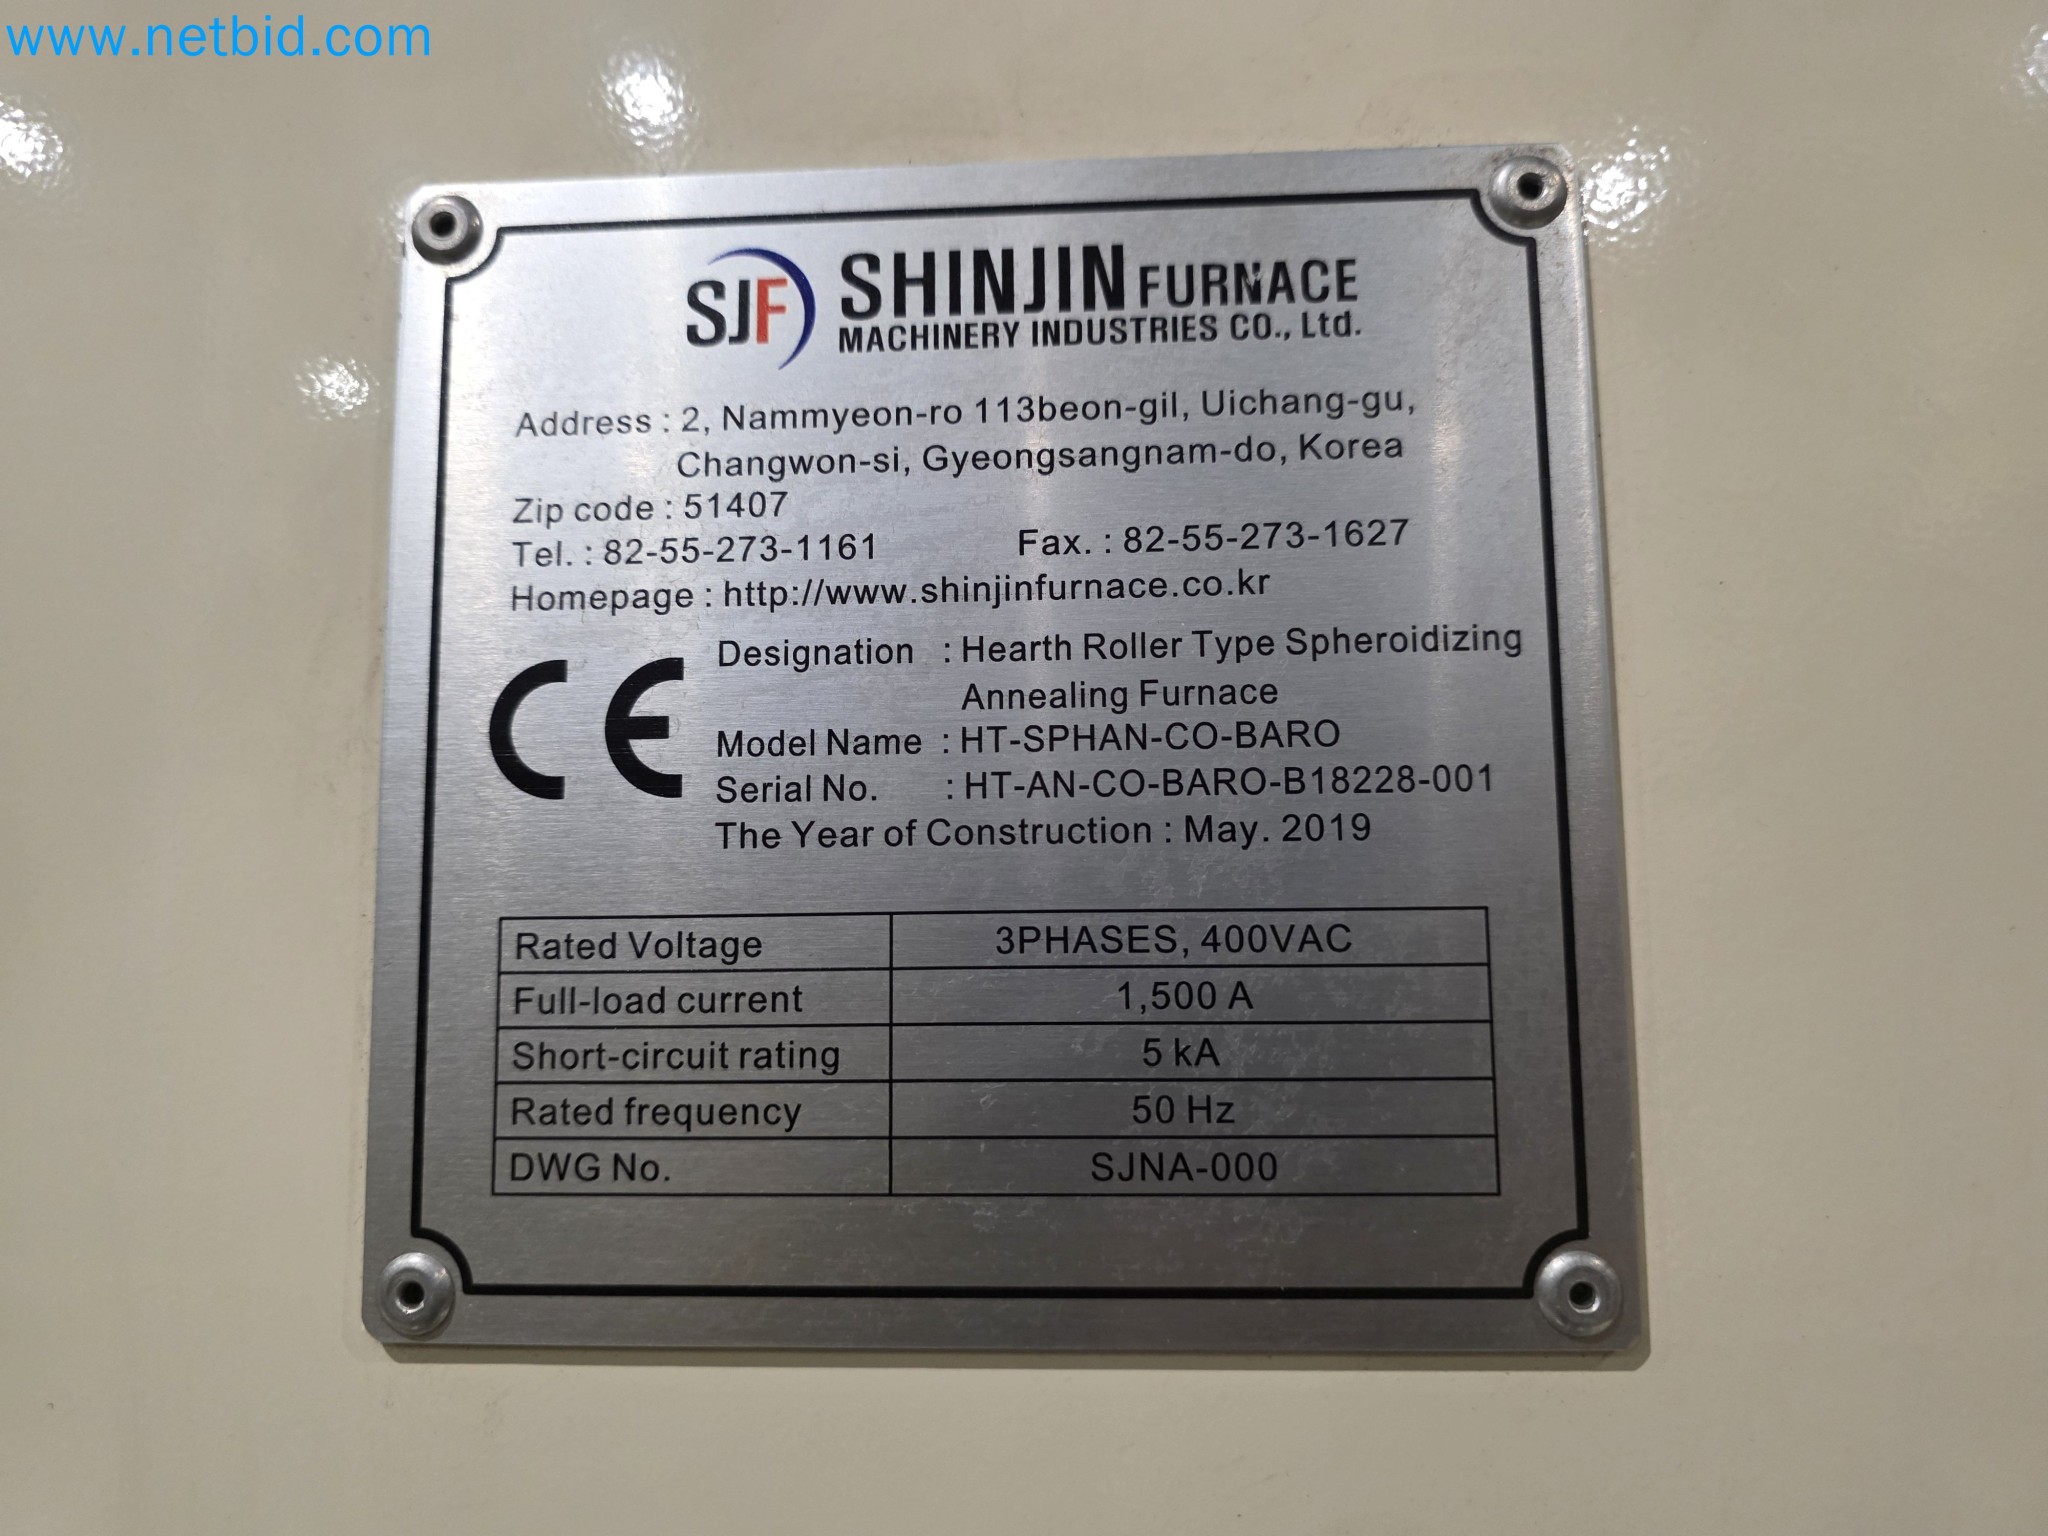 www.netbid.com
SJF SHINJIN FURNACE
MACHINERY INDUSTRIES CO., Ltd.
Address : 2, Nammyeon-ro 113beon-gil, Uichang-gu,
Changwon-si, Gyeongsangnam-do, Korea
Zip code : 51407
Tel. : 82-55-273-1161 Fax. : 82-55-273-1627
Homepage : http://www.shinjinfurnace.co.kr
CE
Designation : Hearth Roller Type Spheroidizing
Annealing Furnace
Model Name : HT-SPHAN-CO-BARO
Serial No. : HT-AN-CO-BARO-B18228-001
The Year of Construction : May. 2019
Rated Voltage 3PHASES, 400VAC
Full-load current 1,500 A
Short-circuit rating 5 kA
Rated frequency 50 Hz
DWG No. SJNA-000